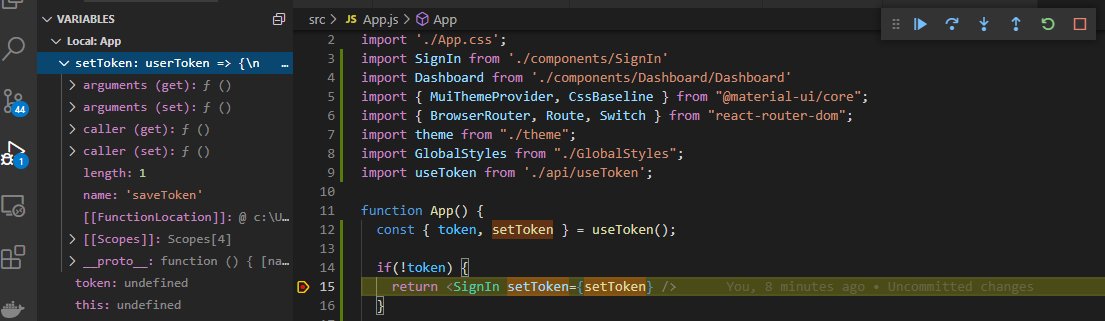 VARIABLES
Local: App
setToken: userToken => {\n ...
arguments (get): ƒ ()
arguments (set): ƒ ()
caller (get): ƒ ()
caller (set): ƒ ()
length: 1
name: 'saveToken'
[[FunctionLocation]]: @ c:\U...
[[Scopes]]: Scopes[4]
__proto__: function () { [na...
token: undefined
this: undefined
44
1
src > JS App.js > App
2 import './App.css';
3 import SignIn from './components/SignIn'
4 import Dashboard from './components/Dashboard/Dashboard'
5 import { MuiThemeProvider, CssBaseline } from "@material-ui/core";
6 import { BrowserRouter, Route, Switch } from "react-router-dom";
7 import theme from "./theme";
8 import GlobalStyles from "./GlobalStyles";
9 import useToken from './api/useToken';
10
11 function App() {
12 const { token, setToken } = useToken();
13
14 if(!token) {
15 return <SignIn setToken={setToken} /> You, 8 minutes ago • Uncommitted changes
16 }